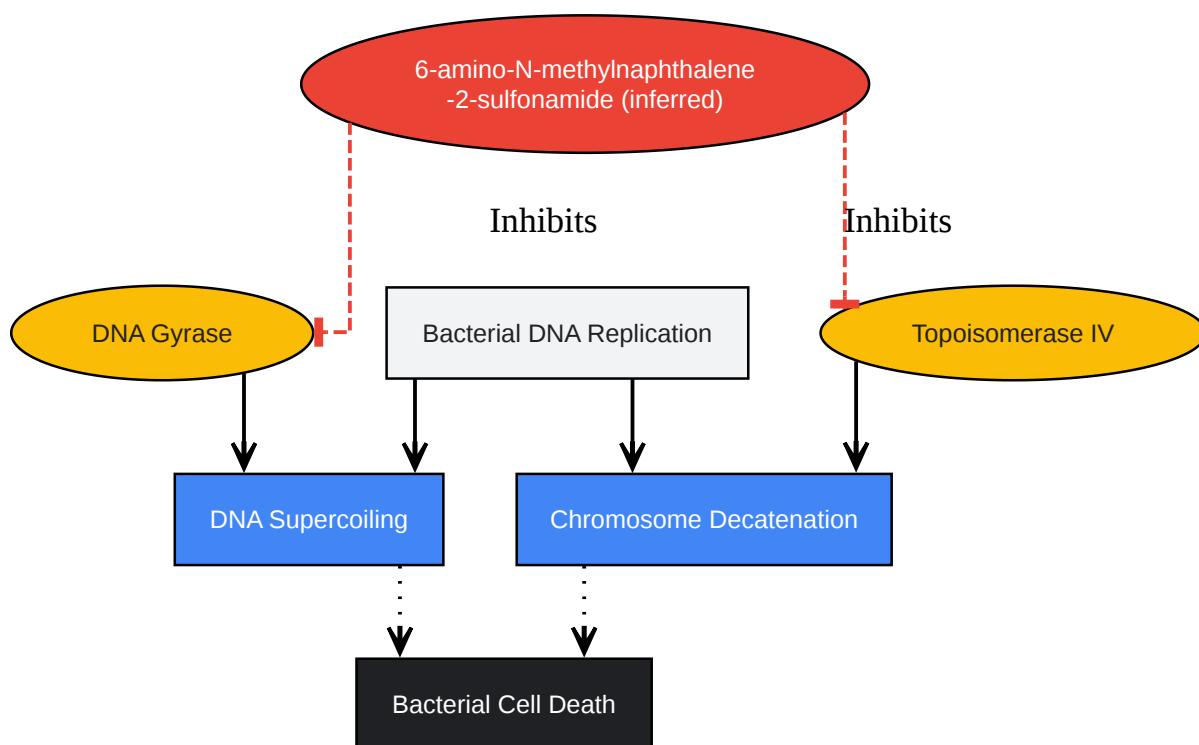 6-amino-N-methylnaphthalene
-2-sulfonamide (inferred)
Inhibits
Inhibits
DNA Gyrase
Bacterial DNA Replication
Topoisomerase IV
DNA Supercoiling
Chromosome Decatenation
Bacterial Cell Death